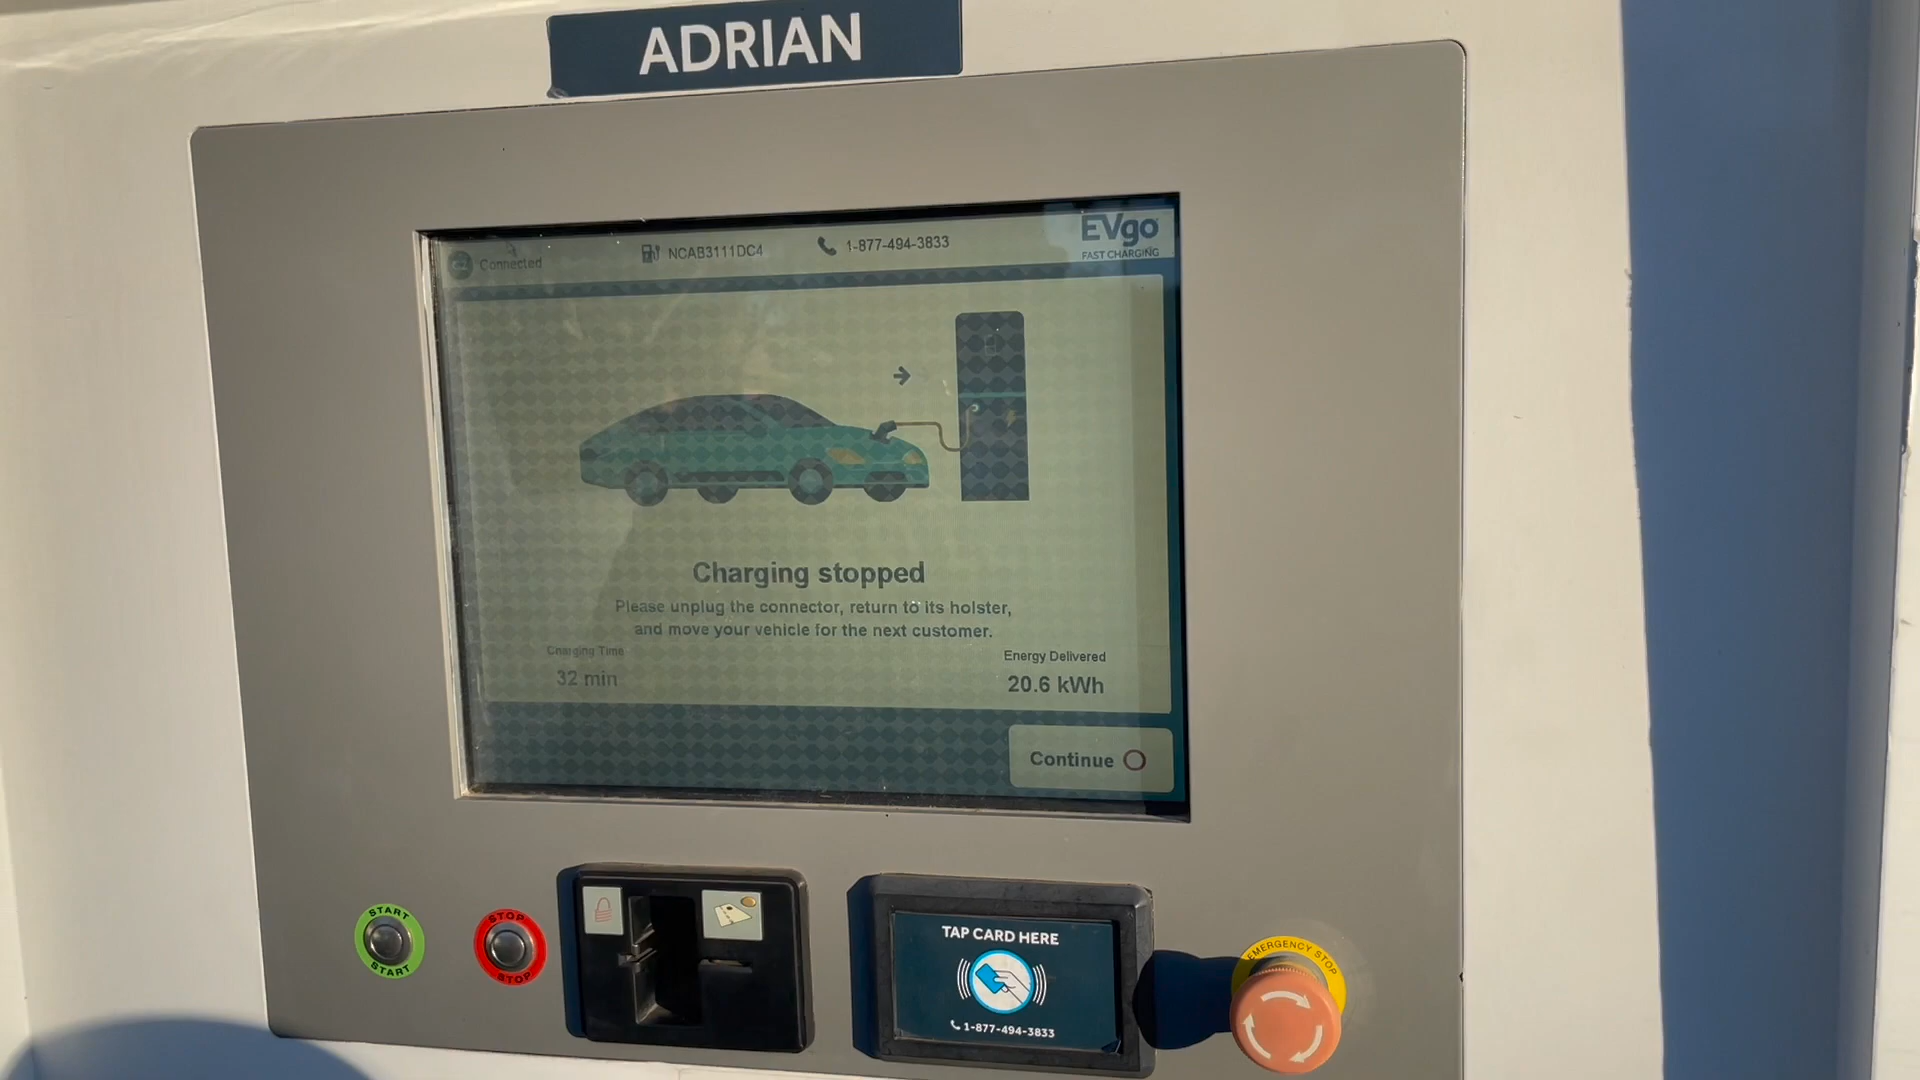 ADRIAN
Connected
NCAB3111DC4
1-877-494-3833
EVgo
FAST CHARGING
Charging stopped
Please unplug the connector, return to its holster,
and move your vehicle for the next customer.
Charging Time
32 min
Energy Delivered
20.6 kWh
Continue
START
START
STOP
STOP
TAP CARD HERE
1-877-494-3833
EMERGENCY STOP